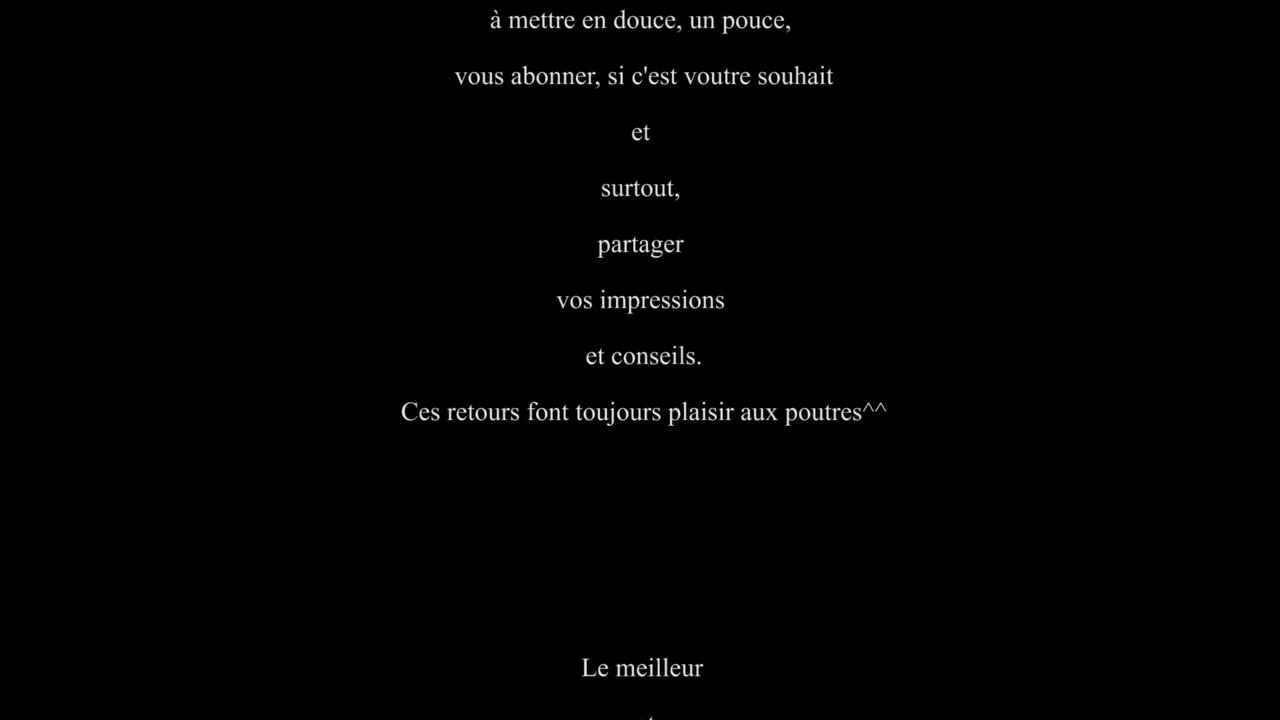 à mettre en douce, un pouce,
vous abonner, si c'est voutre souhait
et
surtout,
partager
vos impressions
et conseils.
Ces retours font toujours plaisir aux poutres^^
Le meilleur